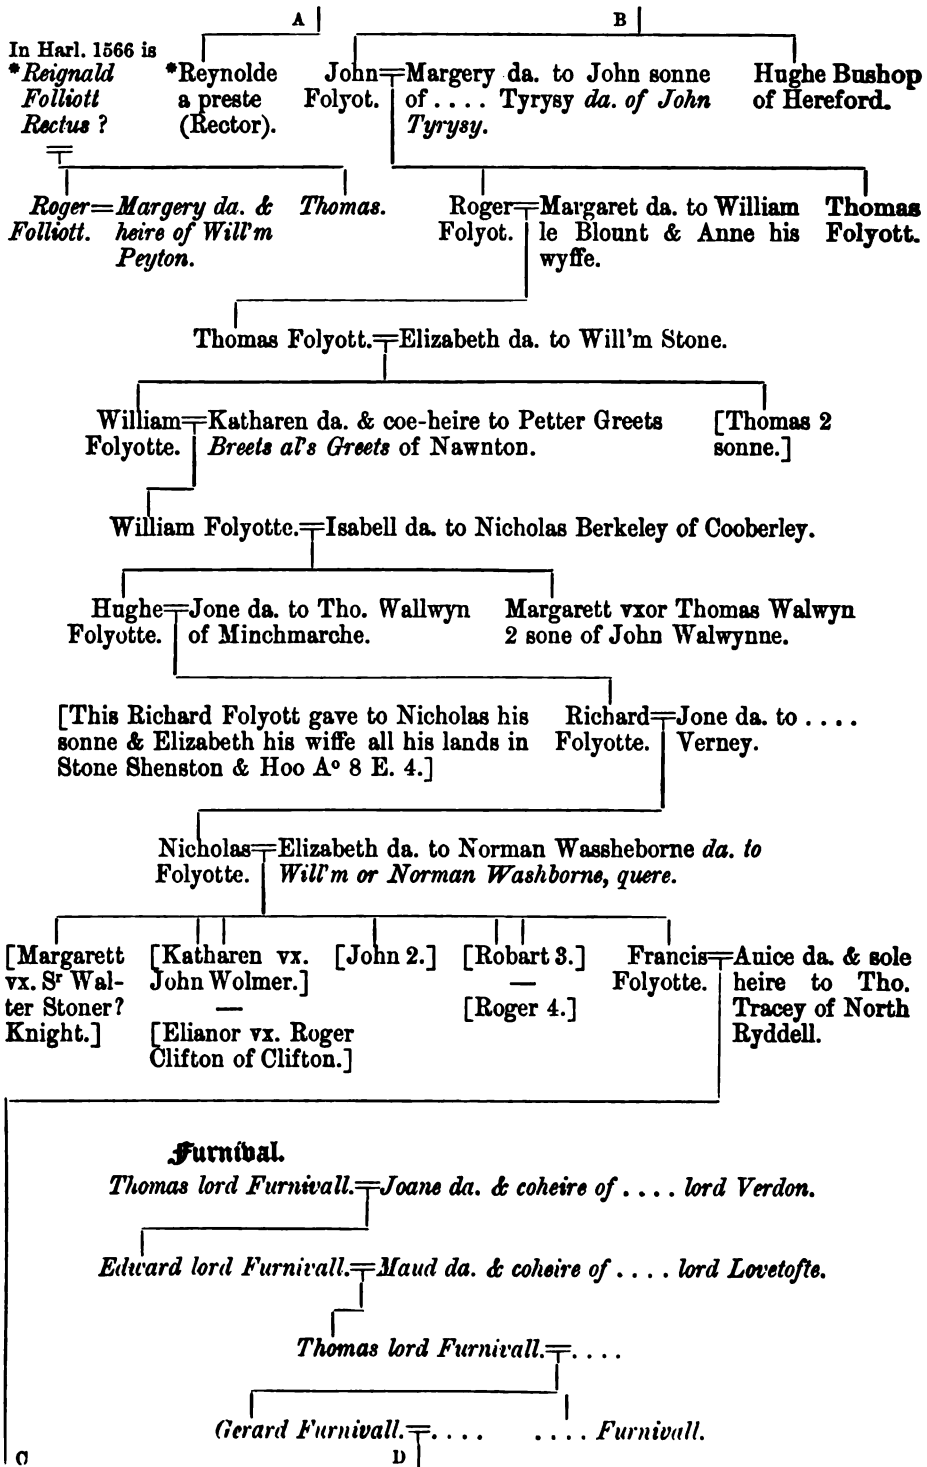 A
B
In Harl. 1566 is
*Reignald
Folliott
Rectus ?
*Reynolde
a preste
(Rector).
John=Margery da. to John sonne
Folyot. of .... Tyrysy da. of John
Tyrysy.
Hughe Bushop
of Hereford.
Roger=Margery da. &
Folliott. heire of Will'm
Peyton.
Thomas.
Roger=Margaret da. to William
Folyot. le Blount & Anne his
wyffe.
Thomas
Folyott.
Thomas Folyott.=Elizabeth da. to Will'm Stone.
William=Katharen da. & coe-heire to Petter Greets
Folyotte. Breets al's Greets of Nawnton.
[Thomas 2
sonne.]
William Folyotte.=Isabell da. to Nicholas Berkeley of Cooberley.
Hughe=Jone da. to Tho. Wallwyn
Folyotte. of Minchmarche.
Margarett vxor Thomas Walwyn
2 sone of John Walwynne.
[This Richard Folyott gave to Nicholas his
sonne & Elizabeth his wiffe all his lands in
Stone Shenston & Hoo Aº 8 E. 4.]
Richard=Jone da. to ....
Folyotte. Verney.
Nicholas=Elizabeth da. to Norman Wassheborne da. to
Folyotte. Will'm or Norman Washborne, quere.
[Margarett
vx. Sʳ Wal-
ter Stoner?
Knight.]
[Katharen vx.
John Wolmer.]
—
[Elianor vx. Roger
Clifton of Clifton.]
[John 2.]
[Robart 3.]
—
[Roger 4.]
Francis=Auice da. & sole
Folyotte. heire to Tho.
Tracey of North
Ryddell.
Furnival.
Thomas lord Furnivall.=Joane da. & coheire of .... lord Verdon.
Edward lord Furnivall.=Maud da. & coheire of .... lord Lovetofte.
Thomas lord Furnivall.=....
Gerard Furnivall.=....
.... Furnivall.
C
D